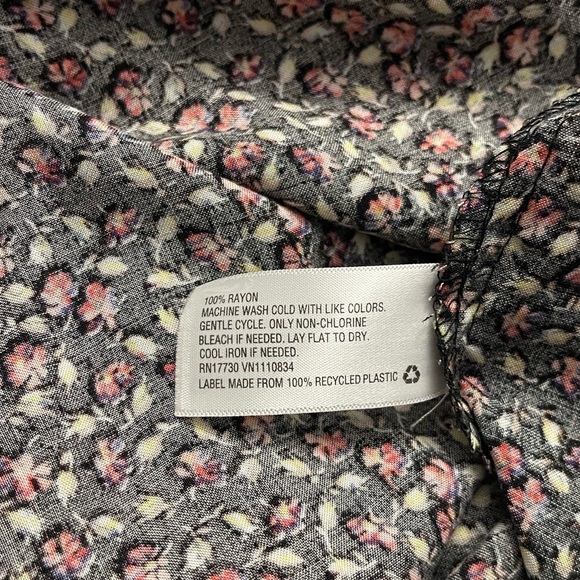 100% RAYON
MACHINE WASH COLD WITH LIKE COLORS.
GENTLE CYCLE. ONLY NON-CHLORINE
BLEACH IF NEEDED. LAY FLAT TO DRY.
COOL IRON IF NEEDED.
RN17730 VN1110834
LABEL MADE FROM 100% RECYCLED PLASTIC